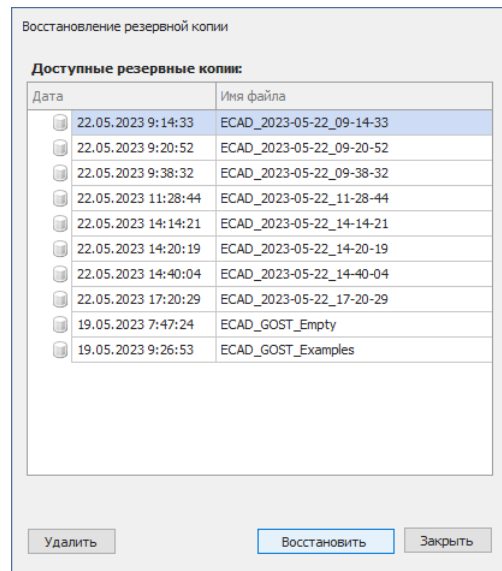 Восстановление резервной копии
Доступные резервные копии:
Дата Имя файла
22.05.2023 9:14:33 ECAD_2023-05-22_09-14-33
22.05.2023 9:20:52 ECAD_2023-05-22_09-20-52
22.05.2023 9:38:32 ECAD_2023-05-22_09-38-32
22.05.2023 11:28:44 ECAD_2023-05-22_11-28-44
22.05.2023 14:14:21 ECAD_2023-05-22_14-14-21
22.05.2023 14:20:19 ECAD_2023-05-22_14-20-19
22.05.2023 14:40:04 ECAD_2023-05-22_14-40-04
22.05.2023 17:20:29 ECAD_2023-05-22_17-20-29
19.05.2023 7:47:24 ECAD_GOST_Empty
19.05.2023 9:26:53 ECAD_GOST_Examples
Удалить Восстановить Закрыть